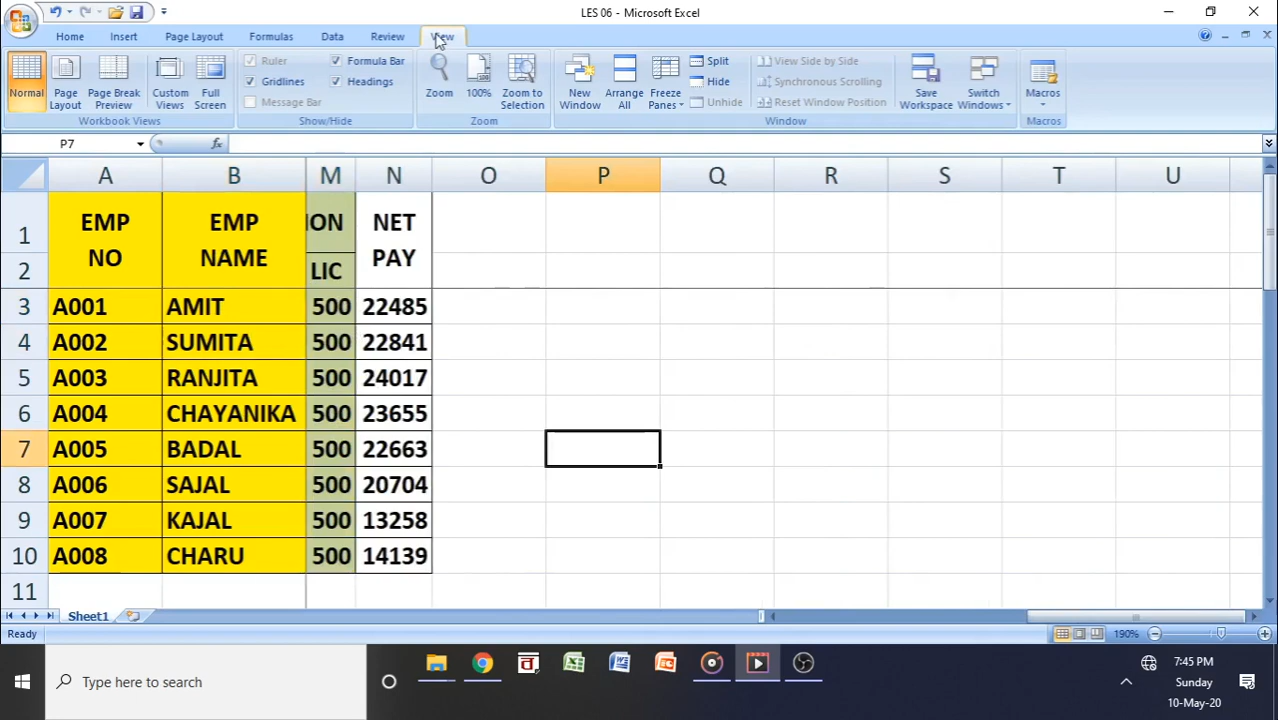 LES 06 - Microsoft Excel
Home Insert Page Layout Formulas Data Review View
Normal
Page Layout
Page Break Preview
Custom Views
Full Screen
Workbook Views
Ruler
Gridlines
Message Bar
Formula Bar
Headings
Show/Hide
Zoom
100%
Zoom to Selection
Zoom
New Window
Arrange All
Freeze Panes
Split
Hide
Unhide
View Side by Side
Synchronous Scrolling
Reset Window Position
Window
Save Workspace
Switch Windows
Macros
Macros
P7 fx
A B M N O P Q R S T U
1 EMP NO EMP NAME ION NET PAY
2 LIC
3 A001 AMIT 500 22485
4 A002 SUMITA 500 22841
5 A003 RANJITA 500 24017
6 A004 CHAYANIKA 500 23655
7 A005 BADAL 500 22663
8 A006 SAJAL 500 20704
9 A007 KAJAL 500 13258
10 A008 CHARU 500 14139
11
Sheet1
Ready 190%
Type here to search
7:45 PM
Sunday
10-May-20